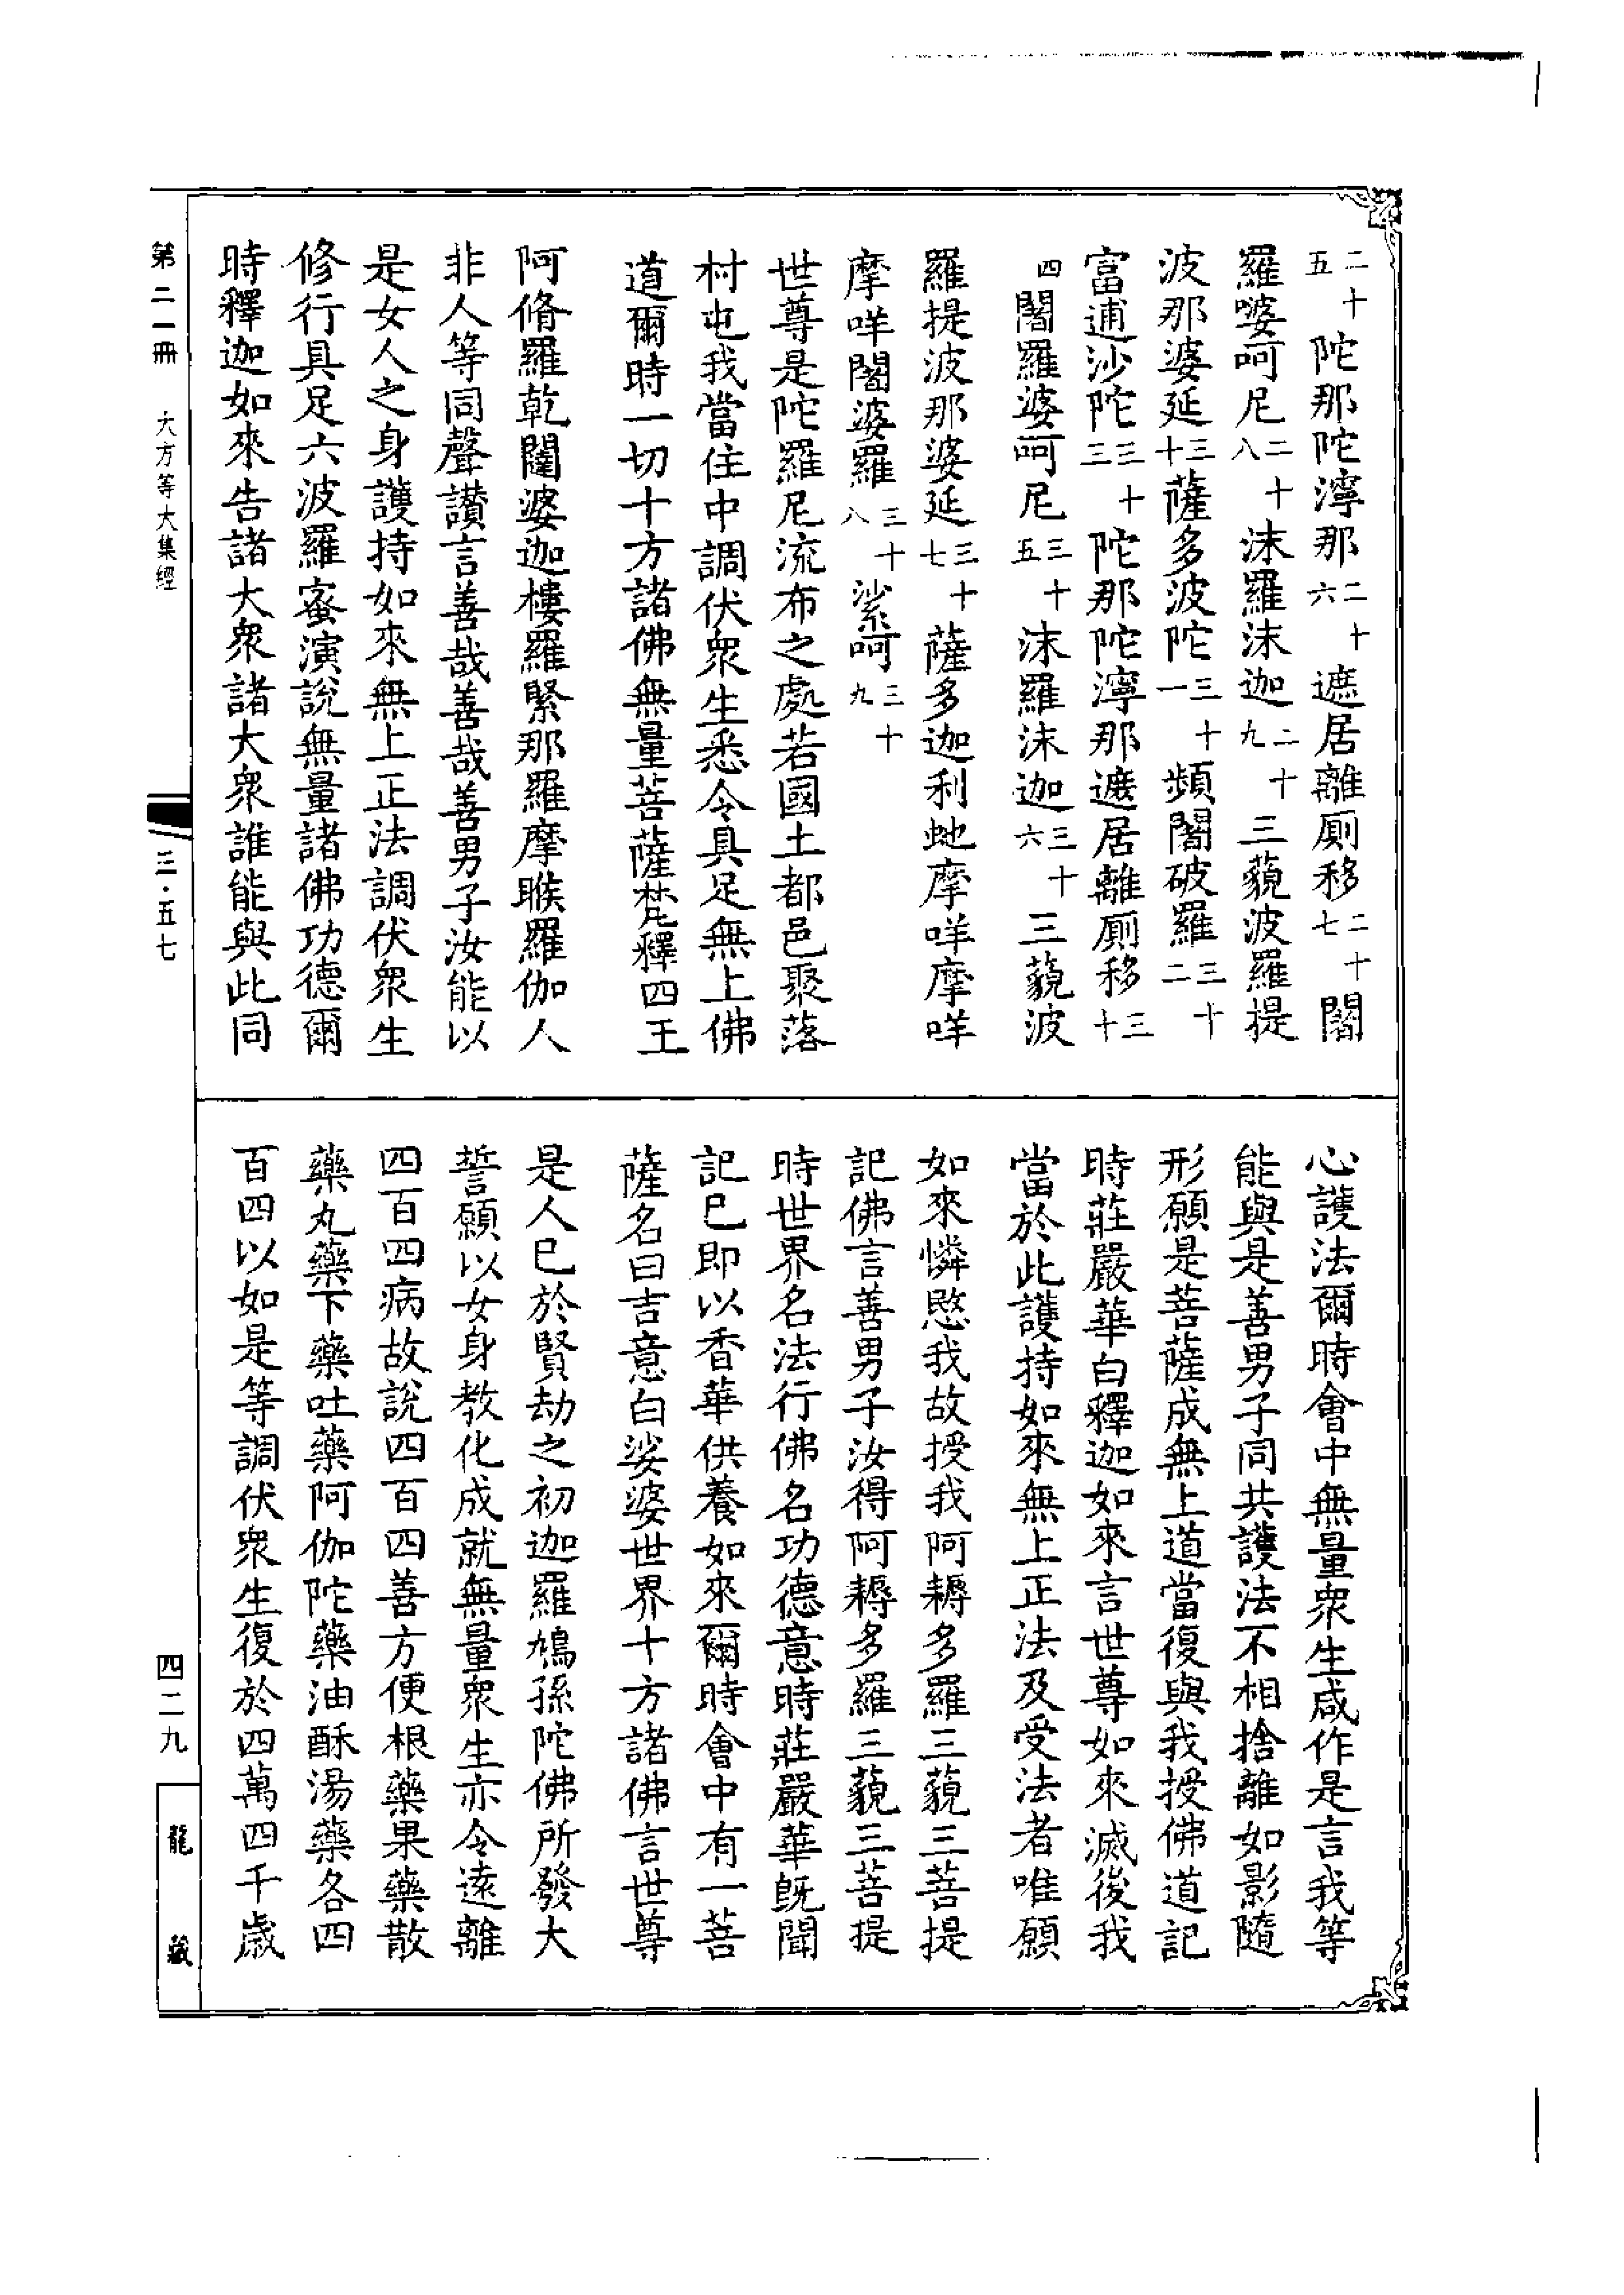 二十五陀那陀濘那二十六遮居離厠移二十七闍
羅婆呵尼二十八沫羅沫迦二十九三藐波羅提
波那婆延三十薩多波陀三十一頻闍破羅三十二
富逋沙陀三十三陀那陀濘那遮居離厠移三十
四闍羅婆呵尼三十五沫羅沫迦三十六三藐波
羅提波那婆延三十七薩多迦利虵摩咩摩咩
摩咩闍婆羅三十八娑呵三十九
世尊是陀羅尼流布之處若國土都邑聚落
村屯我當住中調伏衆生悉令具足無上佛
道爾時一切十方諸佛無量菩薩梵釋四王
阿脩羅乾闥婆迦樓羅緊那羅摩睺羅伽人
非人等同聲讃言善哉善哉善男子汝能以
是女人之身護持如來無上正法調伏衆生
修行具足六波羅蜜演說無量諸佛功德爾
時釋迦如來告諸大衆諸大衆誰能與此同
心護法爾時會中無量衆生咸作是言我等
能與是善男子同共護法不相捨離如影隨
形願是菩薩成無上道當復與我授佛道記
時莊嚴華白釋迦如來言世尊如來滅後我
當於此護持如來無上正法及受法者唯願
如來憐愍我故授我阿耨多羅三藐三菩提
記佛言善男子汝得阿耨多羅三藐三菩提
時世界名法行佛名功德意時莊嚴華旣聞
記已即以香華供養如來爾時會中有一菩
薩名曰吉意白娑婆世界十方諸佛言世尊
是人已於賢劫之初迦羅鳩孫陀佛所發大
誓願以女身教化成就無量衆生亦令遠離
四百四病故說四百四善方便根藥果藥散
藥丸藥下藥吐藥阿伽陀藥油酥湯藥各四
百四以如是等調伏衆生復於四萬四千歲
第二一冊 大方等大集經 三·五七 四二九 龍藏